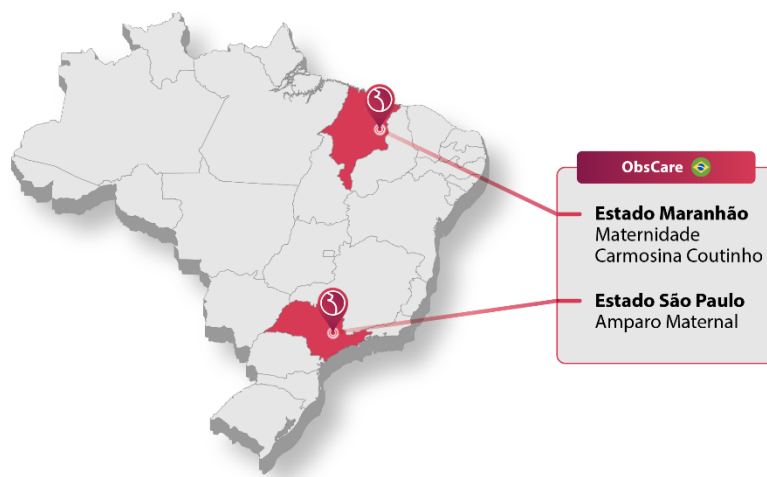 ObsCare
Estado Maranhão
Maternidade
Carmosina Coutinho
Estado São Paulo
Amparo Maternal